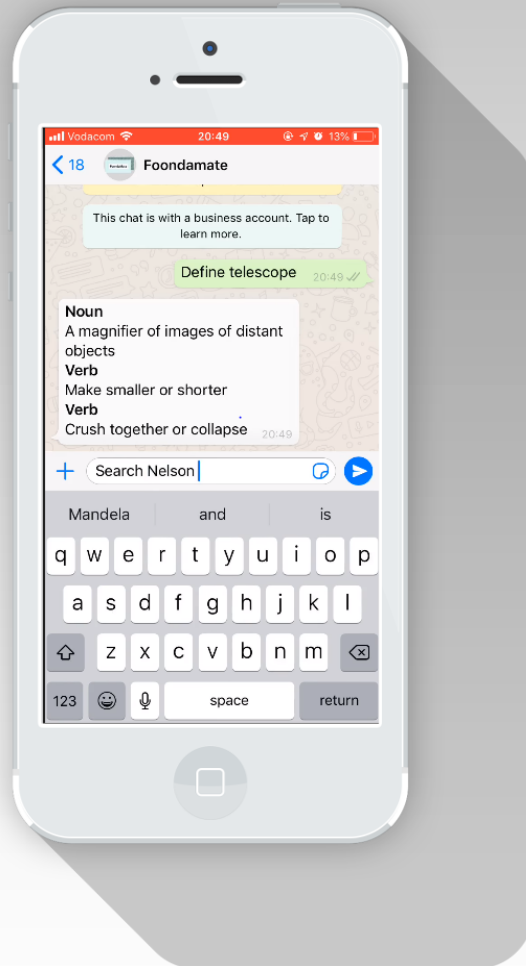 Vodacom 20:49 13%
18 Foondamate
This chat is with a business account. Tap to
learn more.
Define telescope 20:49
Noun
A magnifier of images of distant
objects
Verb
Make smaller or shorter
Verb
Crush together or collapse 20:49
Search Nelson
Mandela and is
q w e r t y u i o p
a s d f g h j k l
z x c v b n m
123 space return